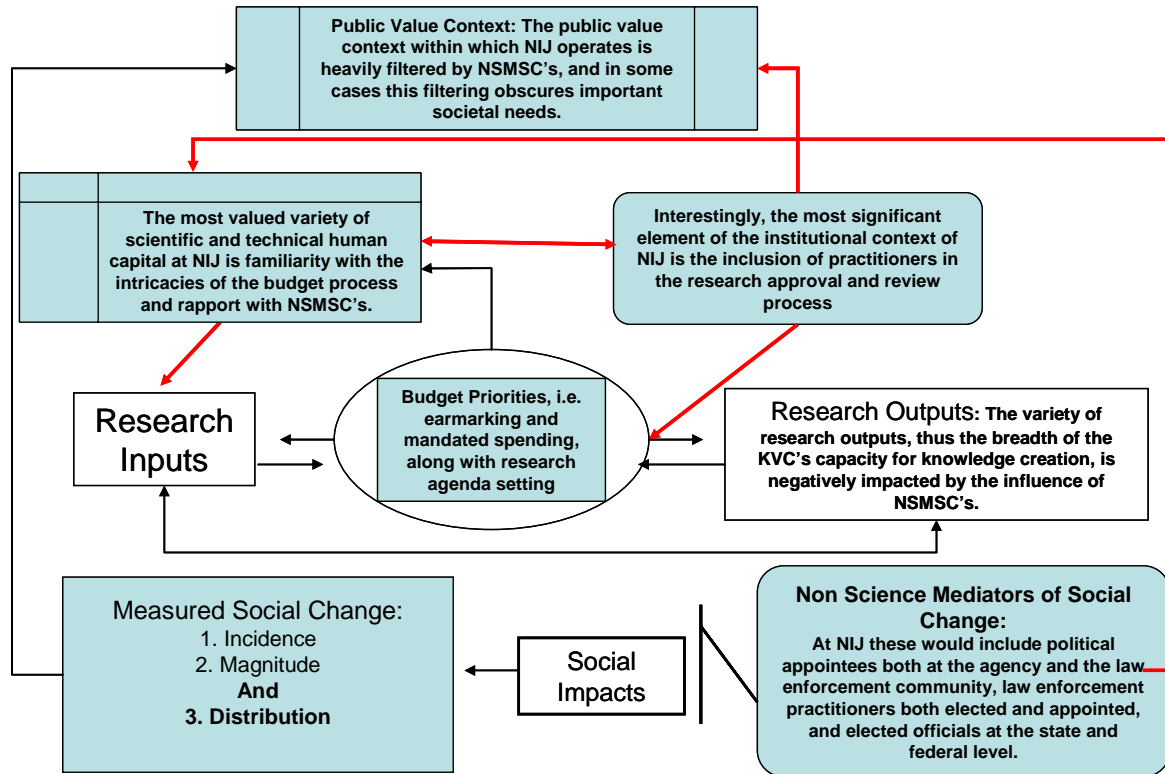 Public Value Context: The public value
context within which NIJ operates is
heavily filtered by NSMSC's, and in some
cases this filtering obscures important
societal needs.
The most valued variety of
scientific and technical human
capital at NIJ is familiarity with the
intricacies of the budget process
and rapport with NSMSC's.
Interestingly, the most significant
element of the institutional context of
NIJ is the inclusion of practitioners in
the research approval and review
process
Research
Inputs
Budget Priorities, i.e.
earmarking and
mandated spending,
along with research
agenda setting
Research Outputs: The variety
of research outputs, thus the breadth of the
KVC's capacity for knowledge creation, is
negatively impacted by the influence of
NSMSC's.
Measured Social Change:
1. Incidence
2. Magnitude
And
3. Distribution
Social
Impacts
Non Science Mediators of Social
Change:
At NIJ these would include political
appointees both at the agency and the law
enforcement community, law enforcement
practitioners both elected and appointed,
and elected officials at the state and
federal level.